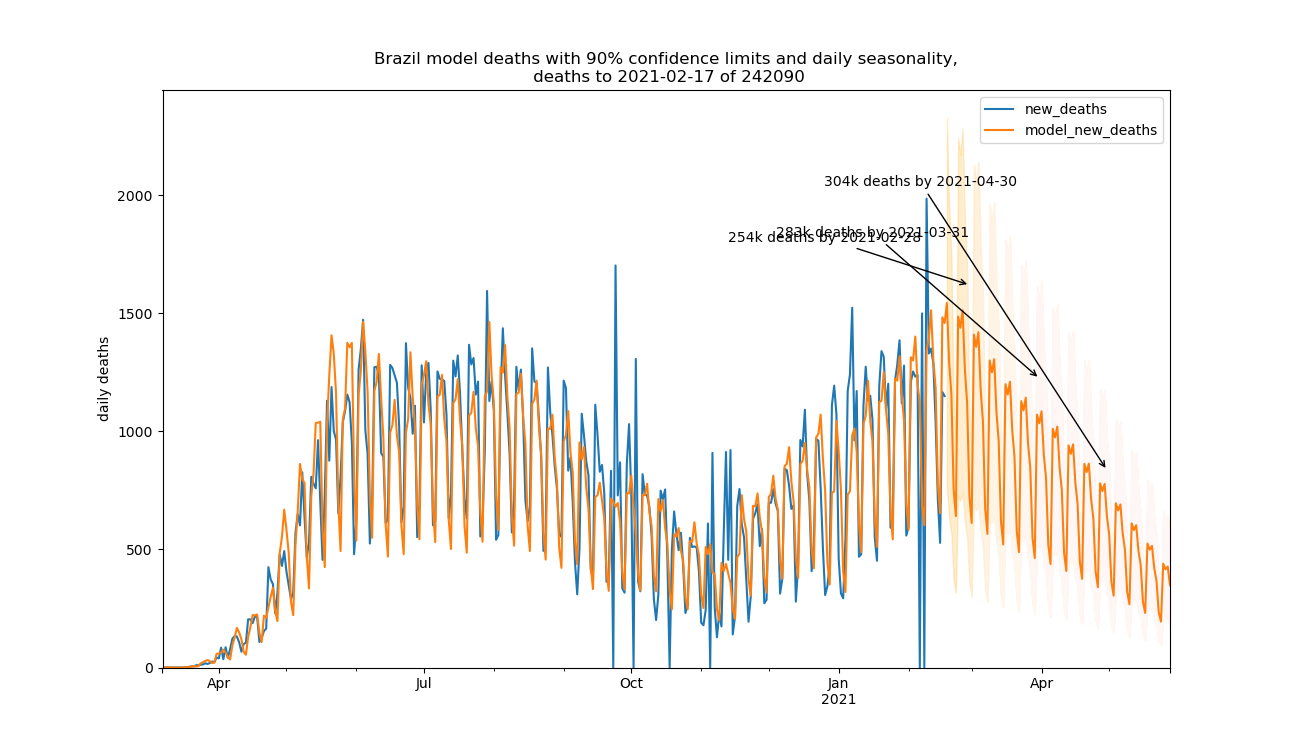 Brazil model deaths with 90% confidence limits and daily seasonality,
deaths to 2021-02-17 of 242090
new_deaths
model_new_deaths
304k deaths by 2021-04-30
283k deaths by 2021-03-31
254k deaths by 2021-02-28
daily deaths
2000
1500
1000
500
0
Apr
Jul
Oct
Jan
2021
Apr